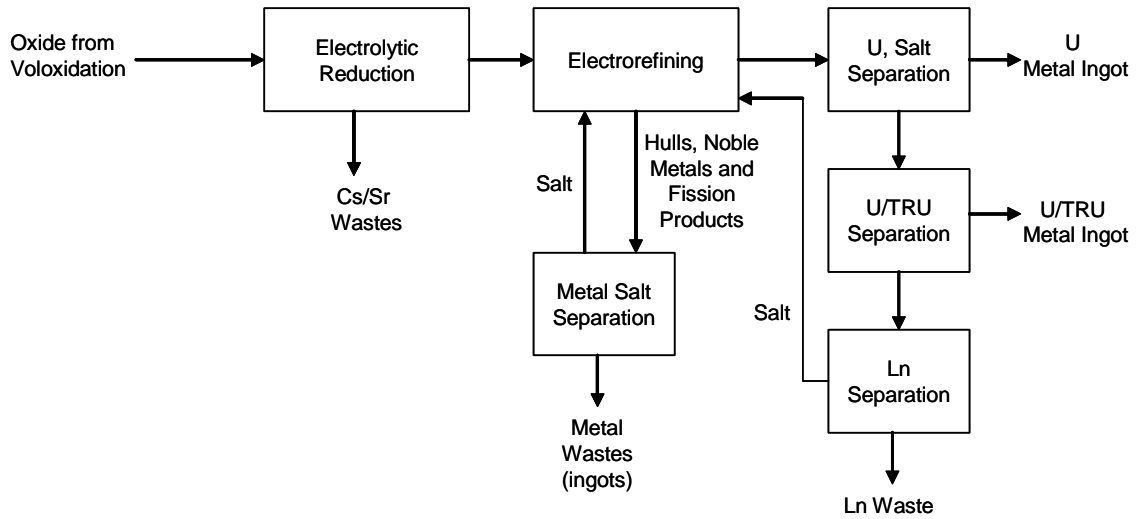 Oxide from
Voloxidation
Electrolytic
Reduction
Electrorefining
U, Salt
Separation
U
Metal Ingot
Cs/Sr
Wastes
Salt
Hulls, Noble
Metals and
Fission
Products
U/TRU
Separation
U/TRU
Metal Ingot
Metal Salt
Separation
Salt
Ln
Separation
Metal
Wastes
(ingots)
Ln Waste